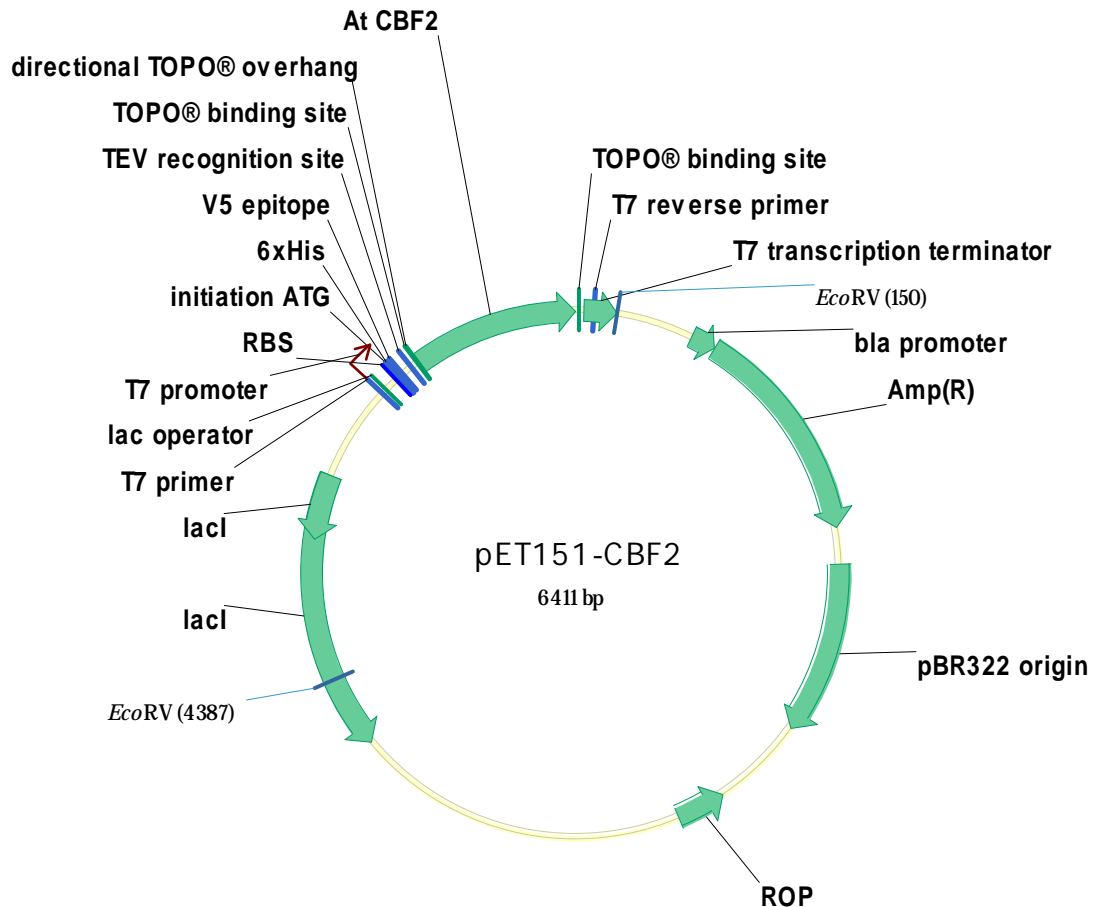 At CBF2
directional TOPO® overhang
TOPO® binding site
TEV recognition site
V5 epitope
6xHis
initiation ATG
RBS
T7 promoter
lac operator
T7 primer
lacI
lacI
EcoRV (4387)
TOPO® binding site
T7 reverse primer
T7 transcription terminator
EcoRV (150)
bla promoter
Amp(R)
pBR322 origin
ROP
pET151-CBF2
6411 bp